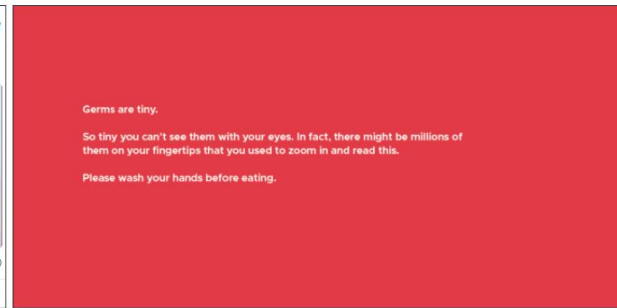 Germs are tiny.
So tiny you can't see them with your eyes. In fact, there might be millions of
them on your fingertips that you used to zoom in and read this.
Please wash your hands before eating.